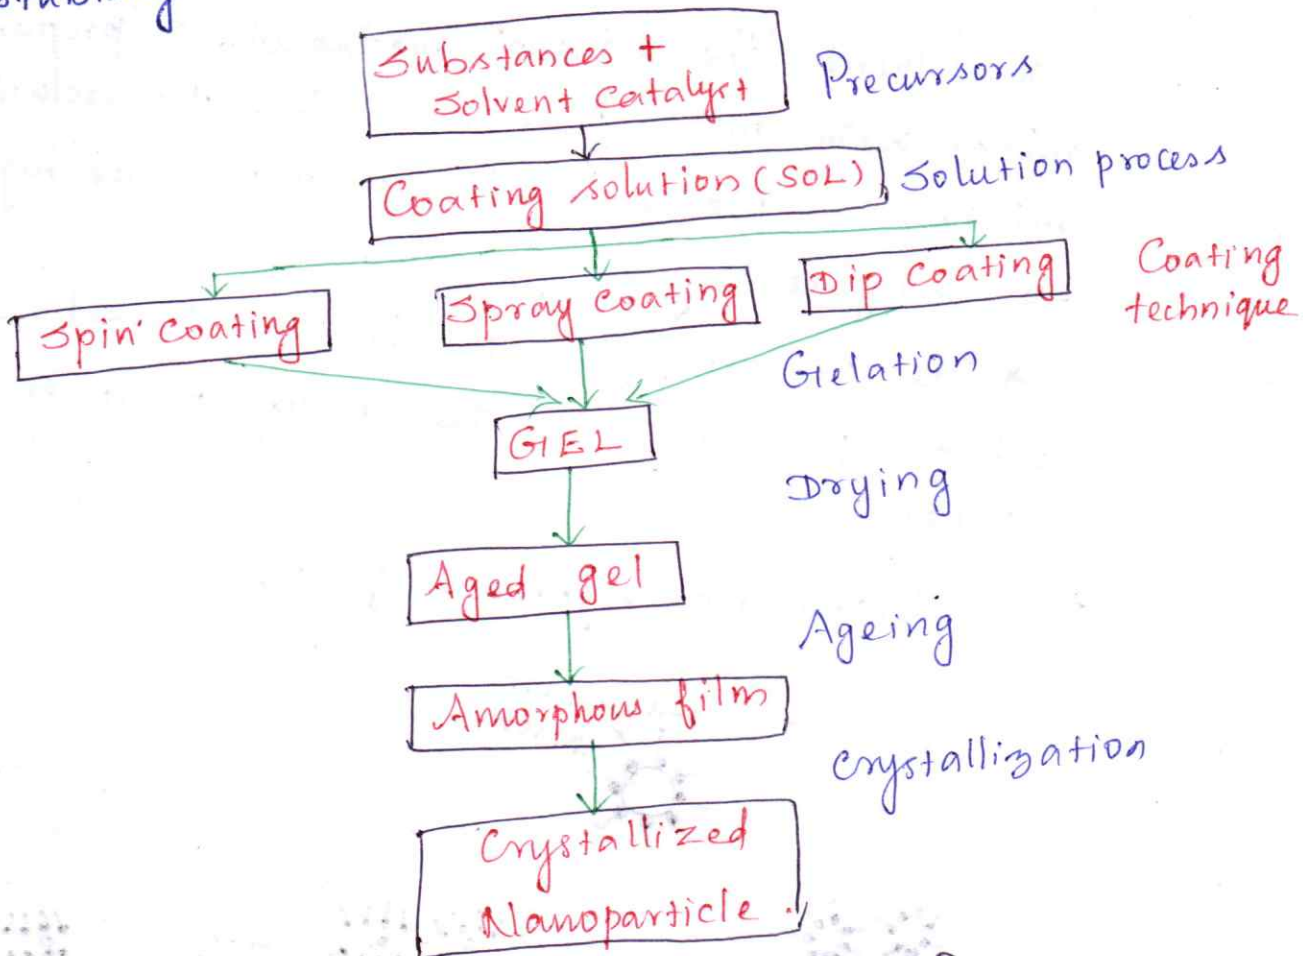 Substances +
Solvent Catalyst
Precursors
Coating solution (SOL)
Solution process
Spin Coating
Spray Coating
Dip Coating
Coating
technique
Gelation
GEL
Drying
Aged gel
Ageing
Amorphous film
Crystallization
Crystallized
Nanoparticle.